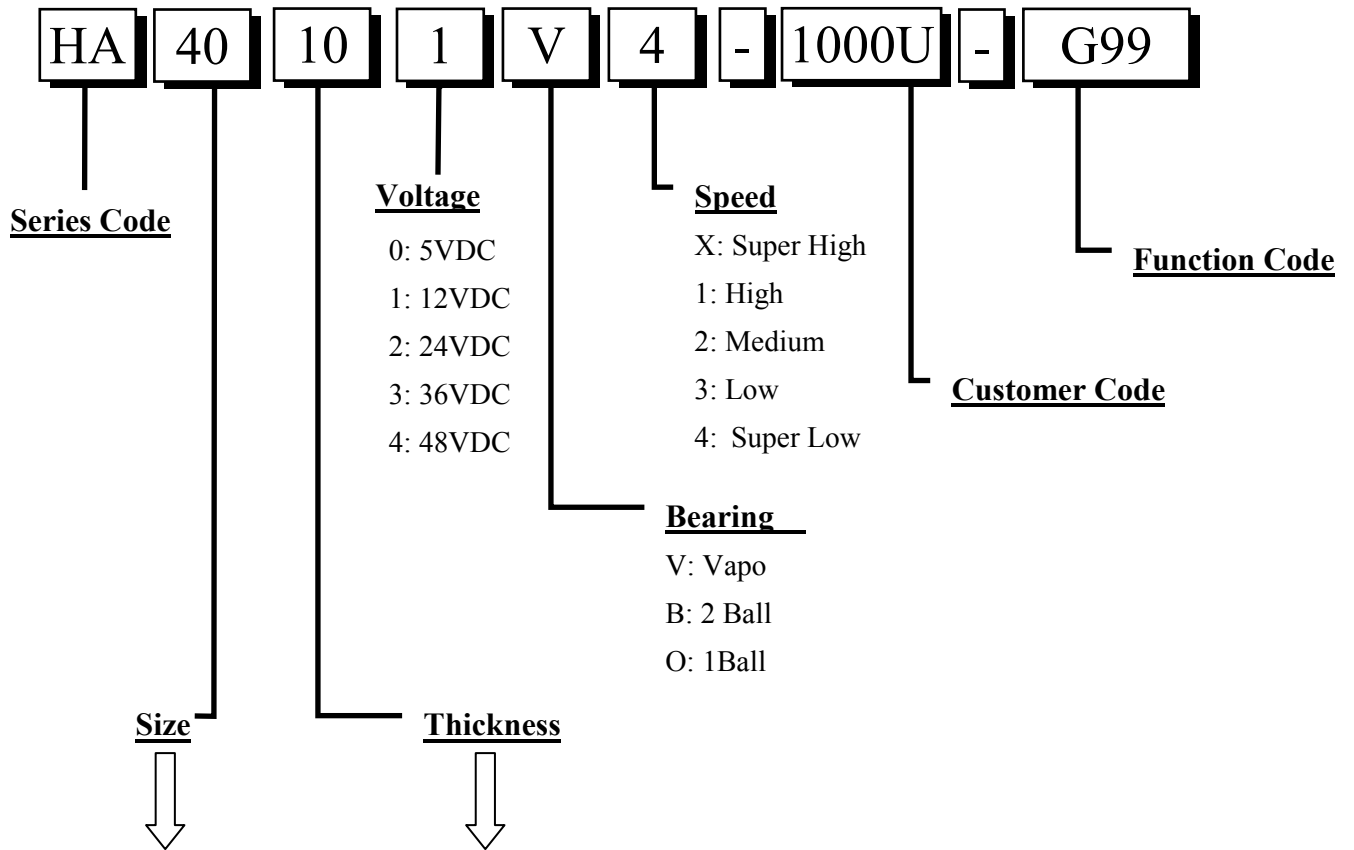 HA 40 10 1 V 4 - 1000U - G99
Series Code
Voltage
0: 5VDC
1: 12VDC
2: 24VDC
3: 36VDC
4: 48VDC
Speed
X: Super High
1: High
2: Medium
3: Low
4: Super Low
Function Code
Customer Code
Bearing
V: Vapo
B: 2 Ball
O: 1Ball
Size
Thickness